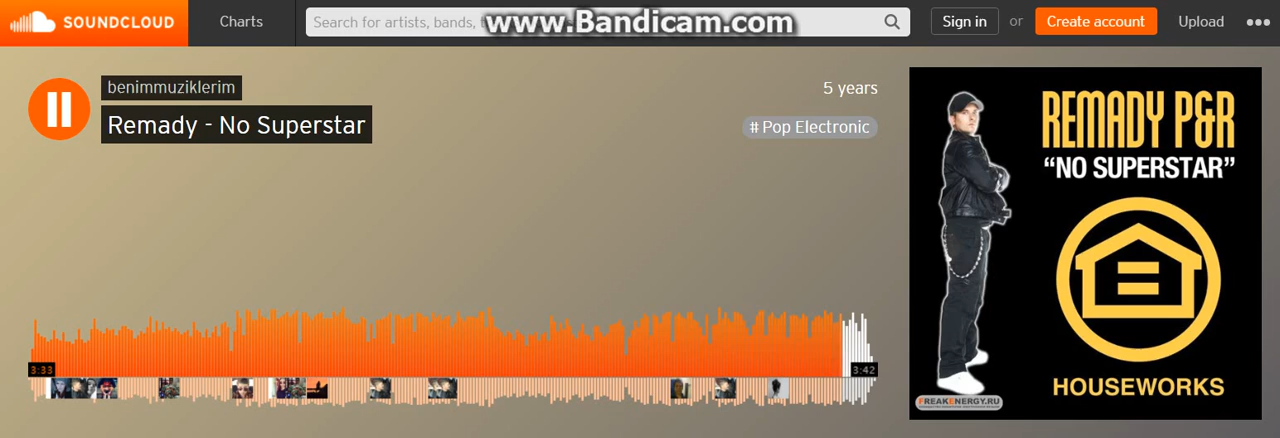 SOUNDCLOUD
Charts
Search for artists, bands, t
www.Bandicam.com
Sign in
or
Create account
Upload
benimmuziklerim
Remady - No Superstar
5 years
# Pop Electronic
3:33
3:42
REMADY P&R
"NO SUPERSTAR"
HOUSEWORKS
FREAKENERGY.RU